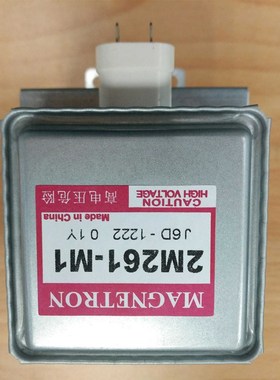 MAGNETRON
2M261-M1
J6D-1222 01Y
Made in China
CAUTION
HIGH VOLTAGE
高电压危险